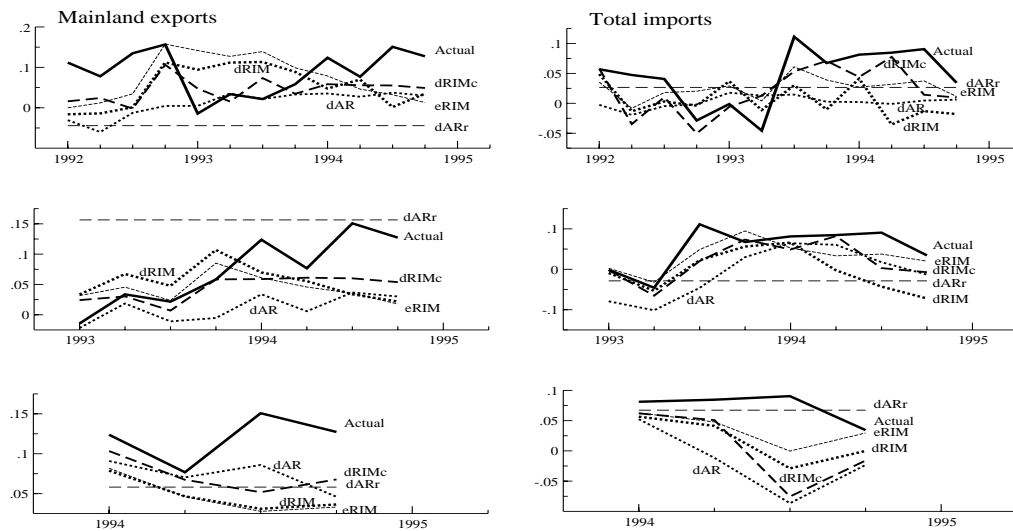 Mainland exports
.2
.1
0
Actual
dRIM
dAR
dRIMc
eRIM
dARr
1992
1993
1994
1995
Total imports
.1
.05
0
-.05
Actual
dRIMc
dARr
eRIM
dAR
dRIM
1992
1993
1994
1995
.15
.1
.05
0
dARr
Actual
dRIM
dRIMc
dAR
eRIM
1993
1994
1995
.1
0
-.1
Actual
eRIM
dRIMc
dARr
dAR
dRIM
1993
1994
1995
.15
.1
.05
Actual
dAR
dRIMc
dARr
dRIM
eRIM
1994
1995
.1
.05
0
-.05
dARr
Actual
eRIM
dRIM
dAR
dRIMc
1994
1995